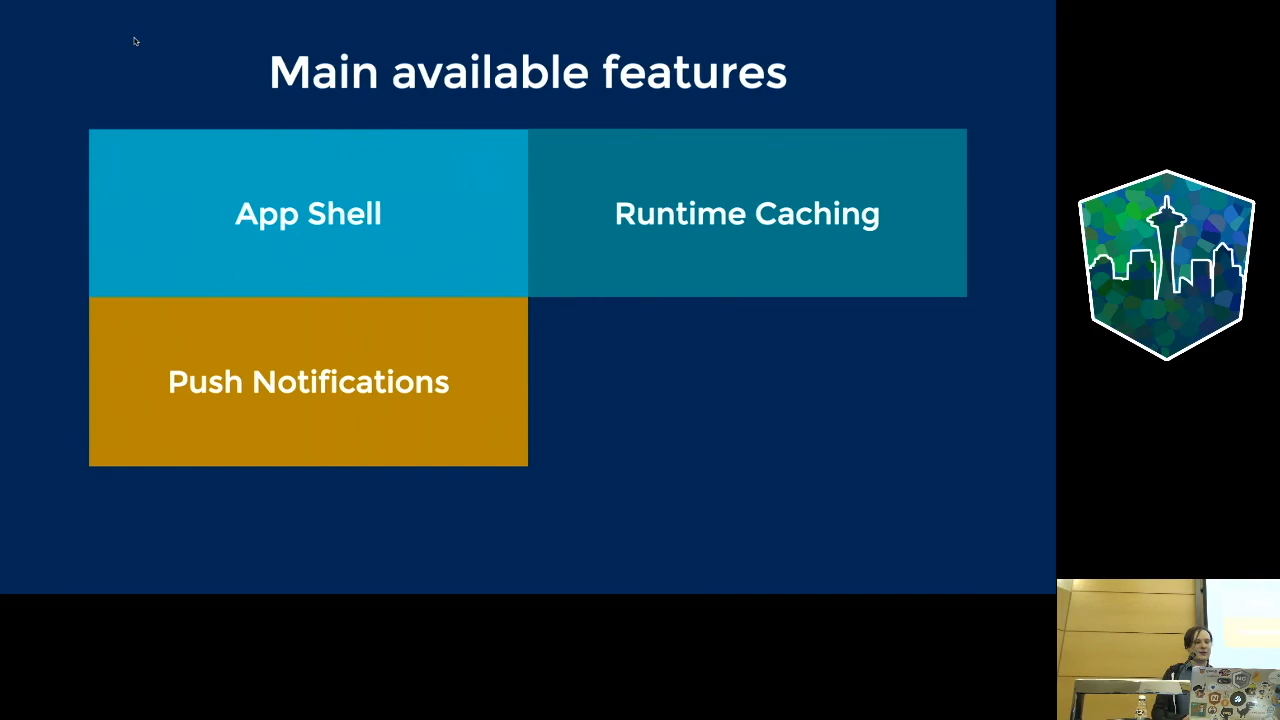 Main available features
App Shell
Runtime Caching
Push Notifications